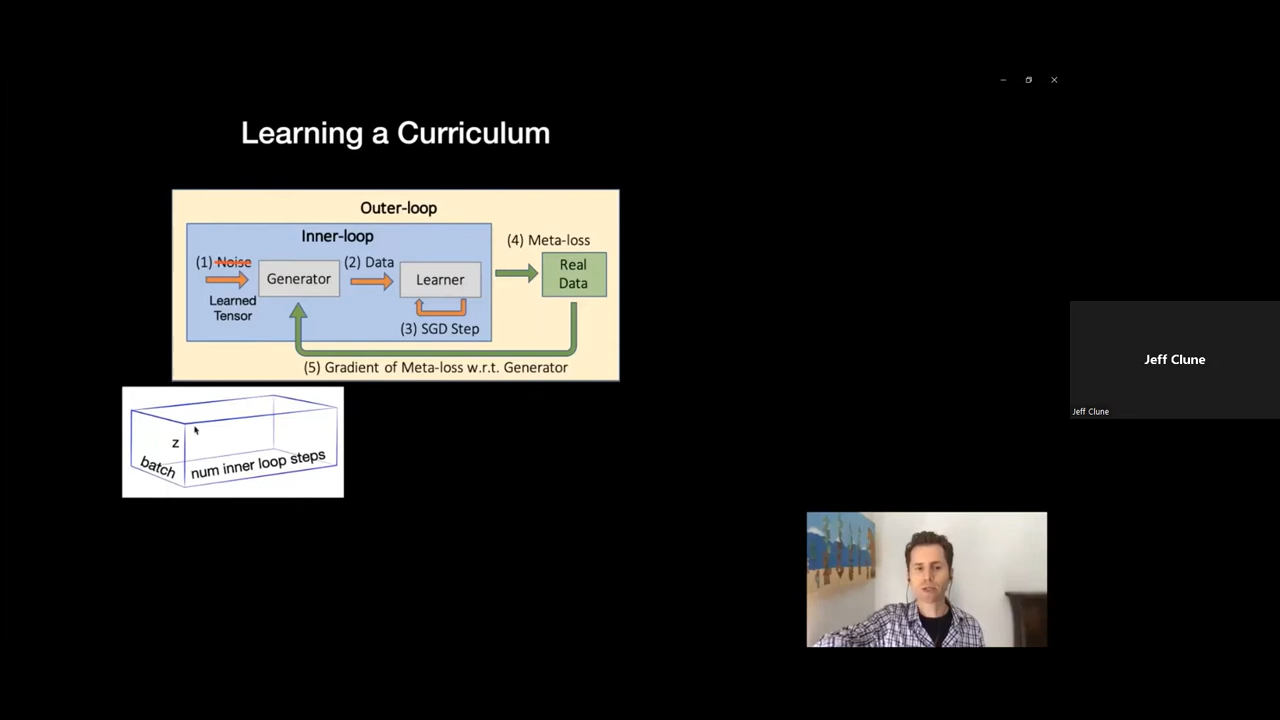 Learning a Curriculum
Outer-loop
Inner-loop
(4) Meta-loss
(1) Noise
(2) Data
Real
Data
Generator
Learner
Learned
Tensor
(3) SGD Step
(5) Gradient of Meta-loss w.r.t. Generator
z
batch
num inner loop steps
Jeff Clune
Jeff Clune